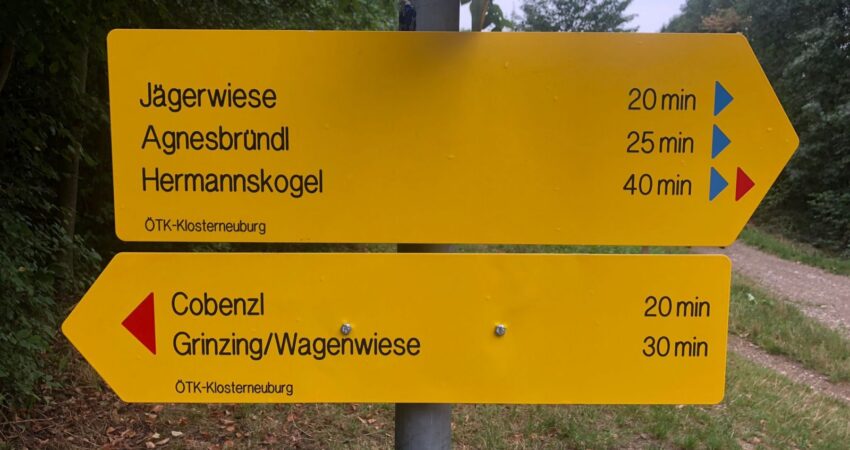 Jägerwiese 20 min
Agnesbründl 25 min
Hermannskogel 40 min
ÖTK-Klosterneuburg
Cobenzl 20 min
Grinzing/Wagenwiese 30 min
ÖTK-Klosterneuburg